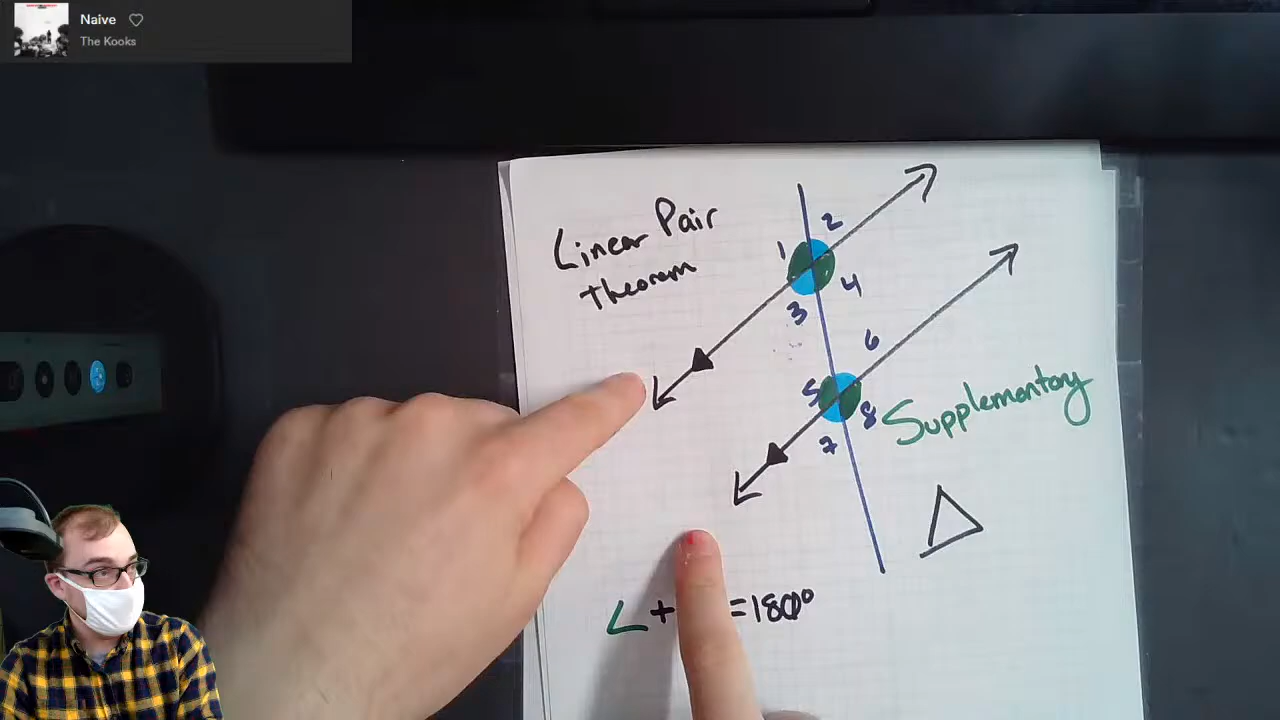 Naive
The Kooks
Linear Pair
theorem
1 2
3 4
5 6
7 8
Supplementary
∠ + = 180°